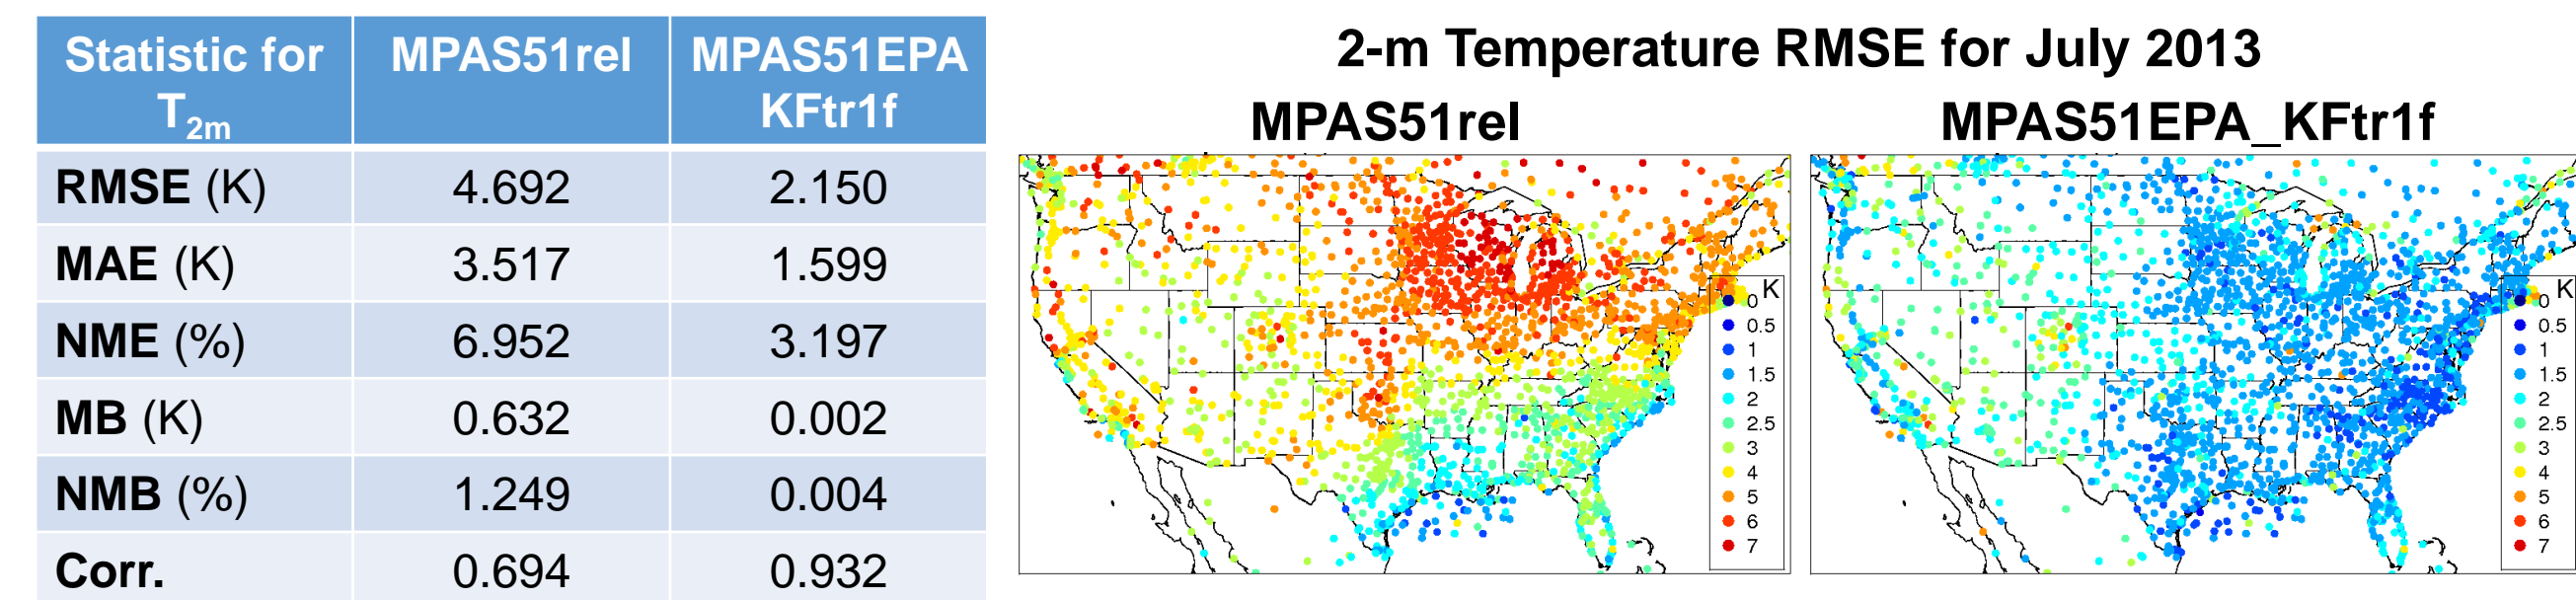 Statistic for
T2m
MPAS51rel
MPAS51EPA
KFtr1f
RMSE (K) 4.692 2.150
MAE (K) 3.517 1.599
NME (%) 6.952 3.197
MB (K) 0.632 0.002
NMB (%) 1.249 0.004
Corr. 0.694 0.932
2-m Temperature RMSE for July 2013
MPAS51rel
K
0
0.5
1
1.5
2
2.5
3
4
5
6
7
MPAS51EPA_KFtr1f
K
0
0.5
1
1.5
2
2.5
3
4
5
6
7